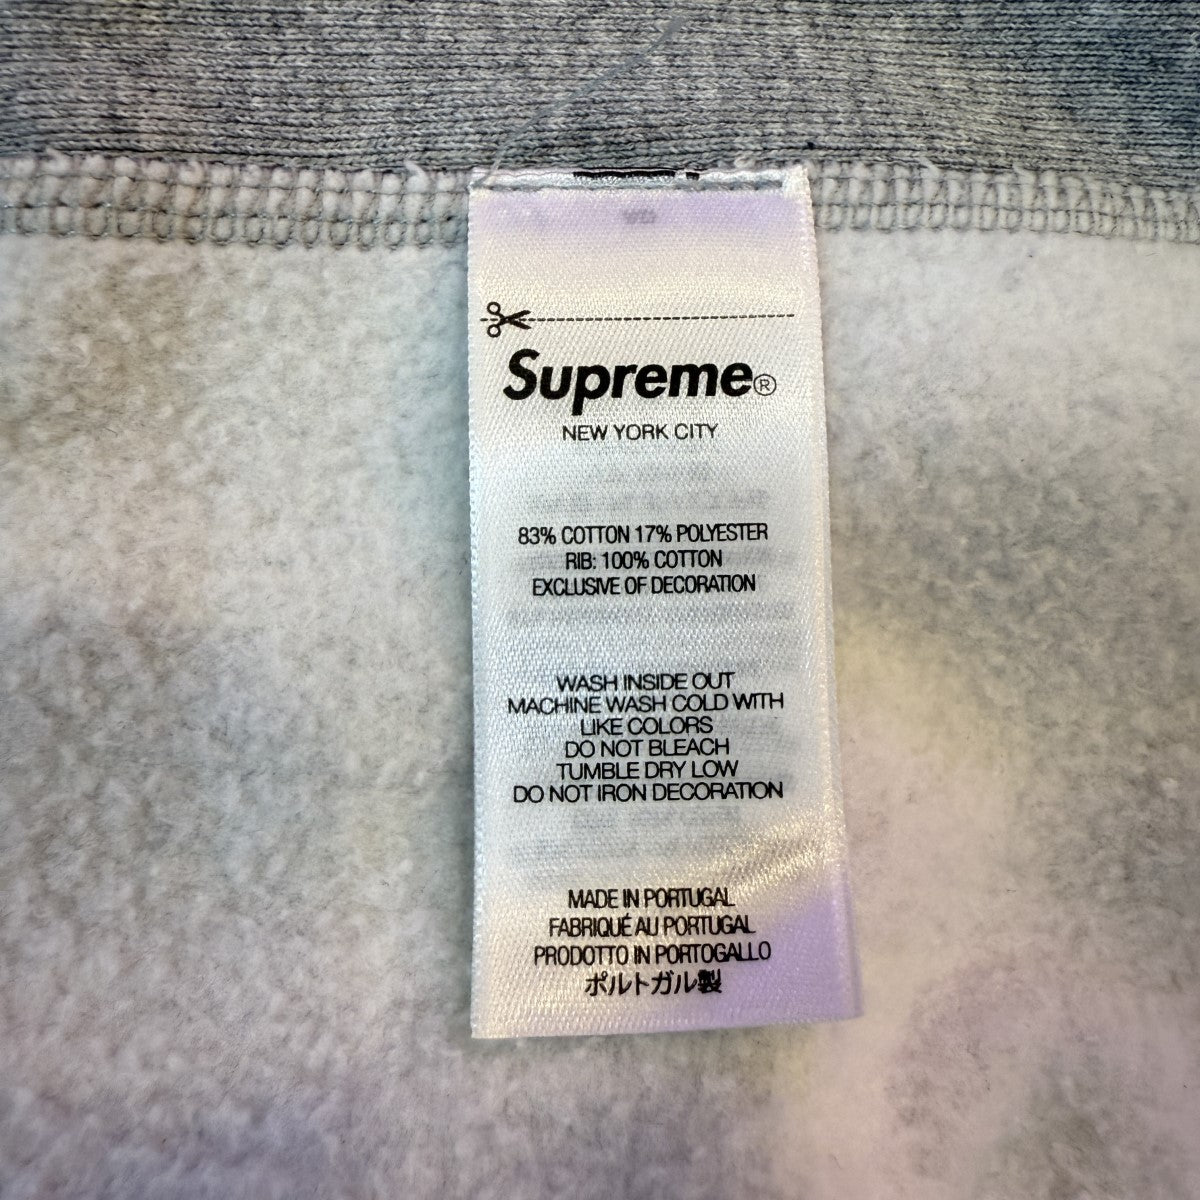 Supreme®
NEW YORK CITY
83% COTTON 17% POLYESTER
RIB: 100% COTTON
EXCLUSIVE OF DECORATION
WASH INSIDE OUT
MACHINE WASH COLD WITH
LIKE COLORS
DO NOT BLEACH
TUMBLE DRY LOW
DO NOT IRON DECORATION
MADE IN PORTUGAL
FABRIQUÉ AU PORTUGAL
PRODOTTO IN PORTOGALLO
ポルトガル製